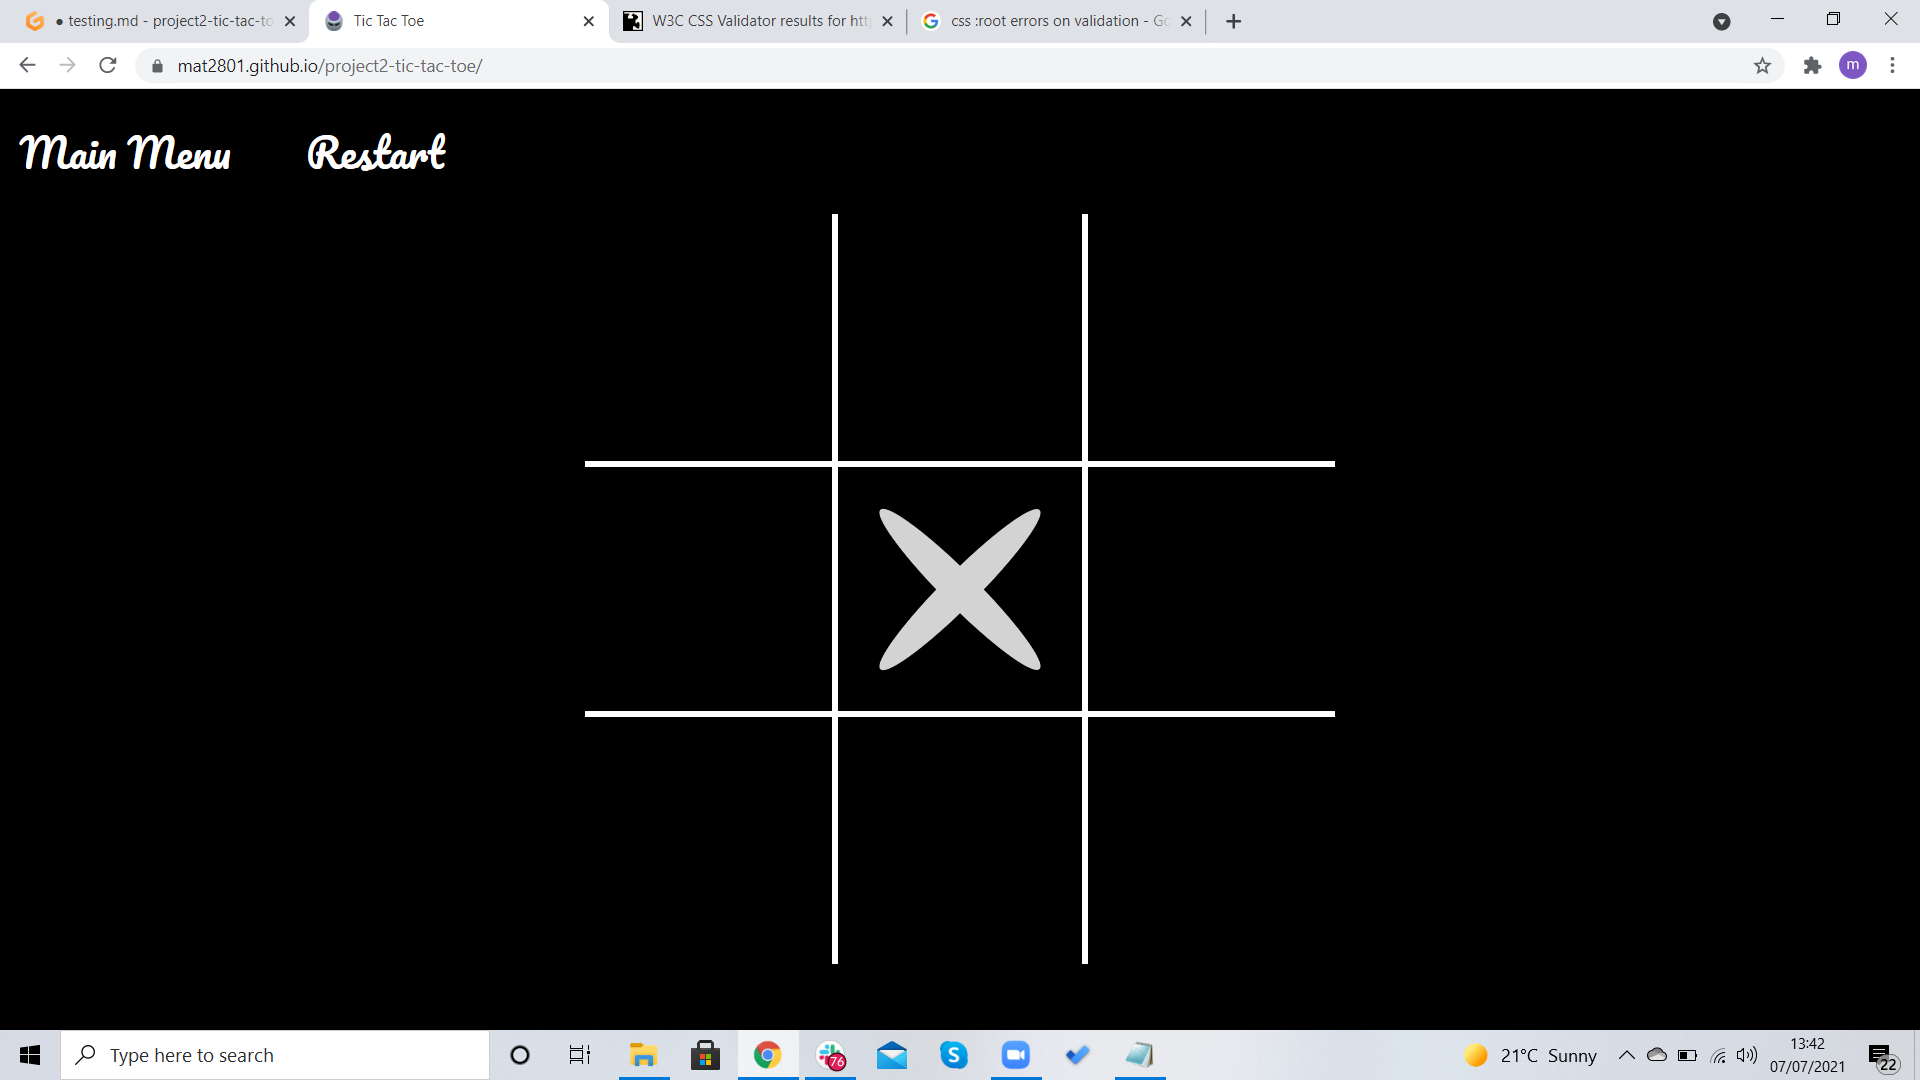 testing.md - project2-tic-tac-to
Tic Tac Toe
W3C CSS Validator results for htt
css :root errors on validation - Go
mat2801.github.io/project2-tic-tac-toe/
m
Main Menu Restart
Type here to search
76
21°C Sunny
13:42
07/07/2021
22